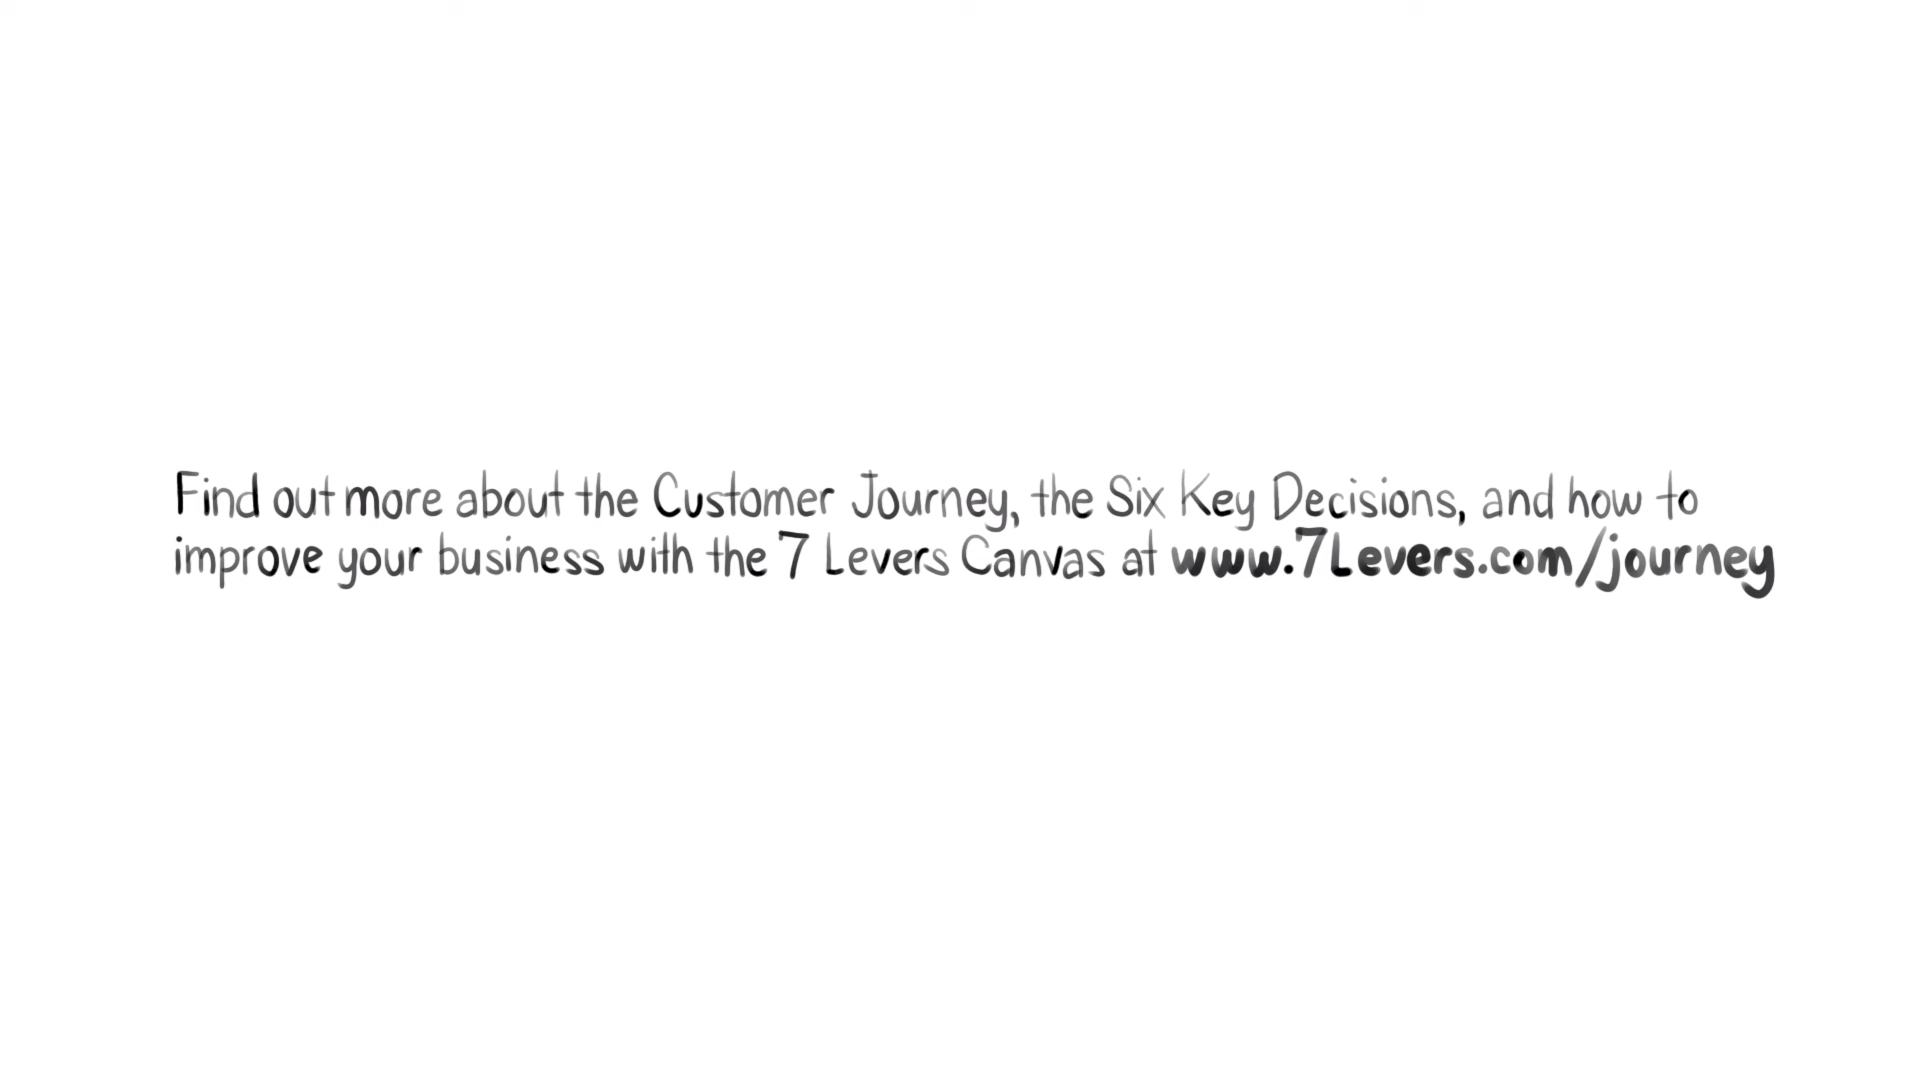 Find out more about the Customer Journey, the Six Key Decisions, and how to
improve your business with the 7 Levers Canvas at www.7Levers.com/journey